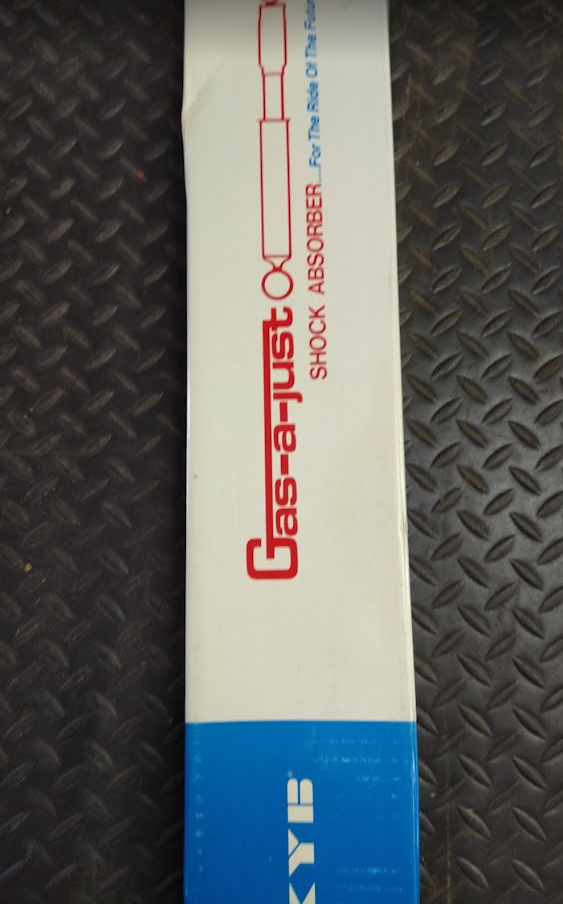 Gas-a-just
SHOCK ABSORBER....For The Ride Of The Futur
KYB